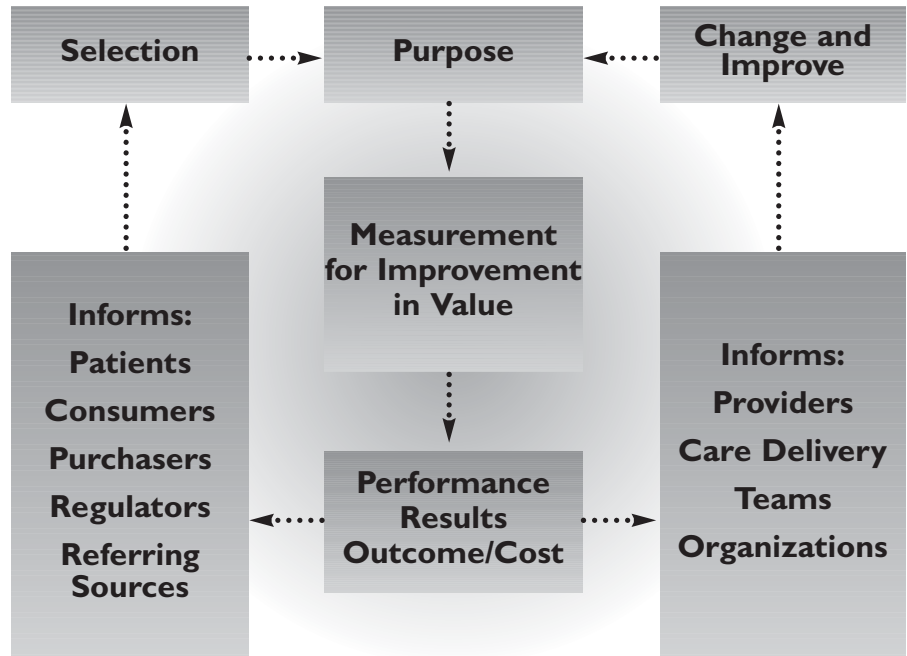 Selection
Purpose
Change and
Improve
Measurement
for Improvement
in Value
Informs:
Patients
Consumers
Purchasers
Regulators
Referring
Sources
Performance
Results
Outcome/Cost
Informs:
Providers
Care Delivery
Teams
Organizations